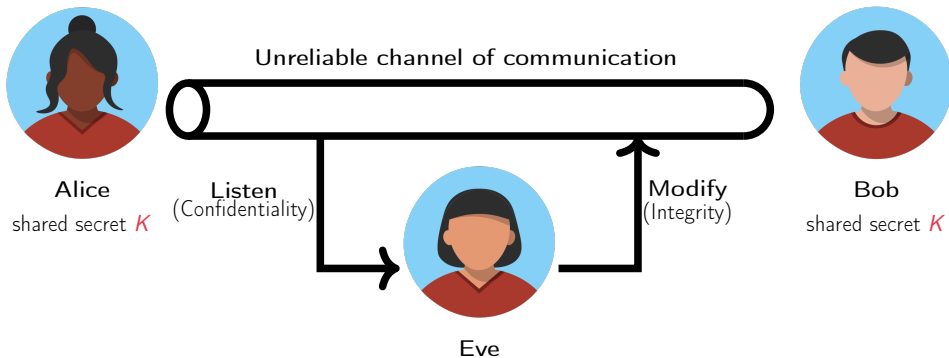 Unreliable channel of communication
Alice
shared secret K
Listen
(Confidentiality)
Modify
(Integrity)
Bob
shared secret K
Eve